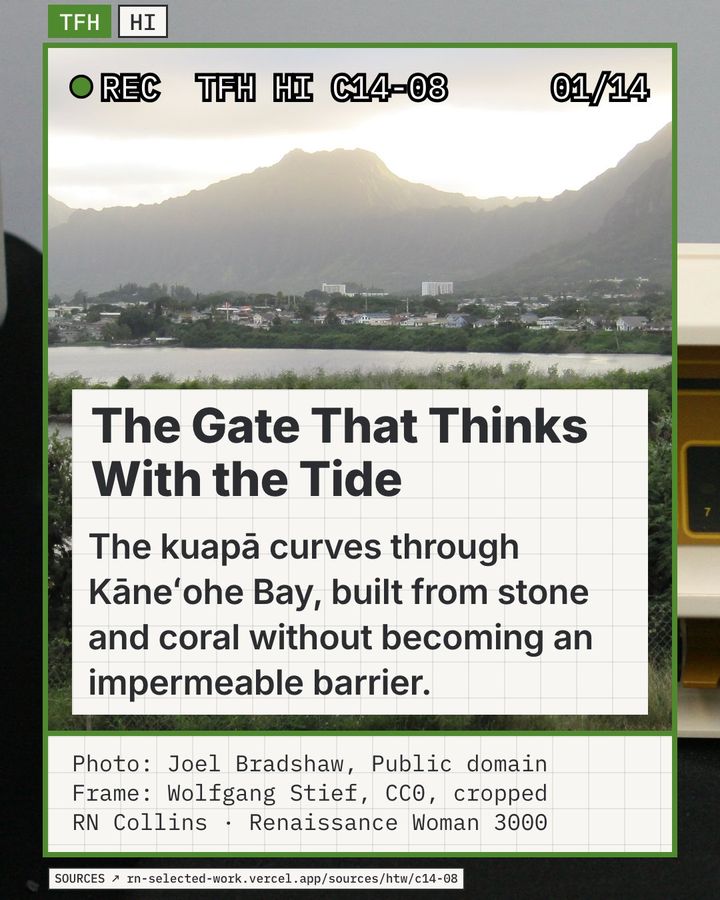 TFH HI
REC TFH HI C14-08 01/14
The Gate That Thinks
With the Tide
The kuapā curves through
Kāneʻohe Bay, built from stone
and coral without becoming an
impermeable barrier.
7
Photo: Joel Bradshaw, Public domain
Frame: Wolfgang Stief, CC0, cropped
RN Collins · Renaissance Woman 3000
SOURCES ↗ rn-selected-work.vercel.app/sources/htw/c14-08